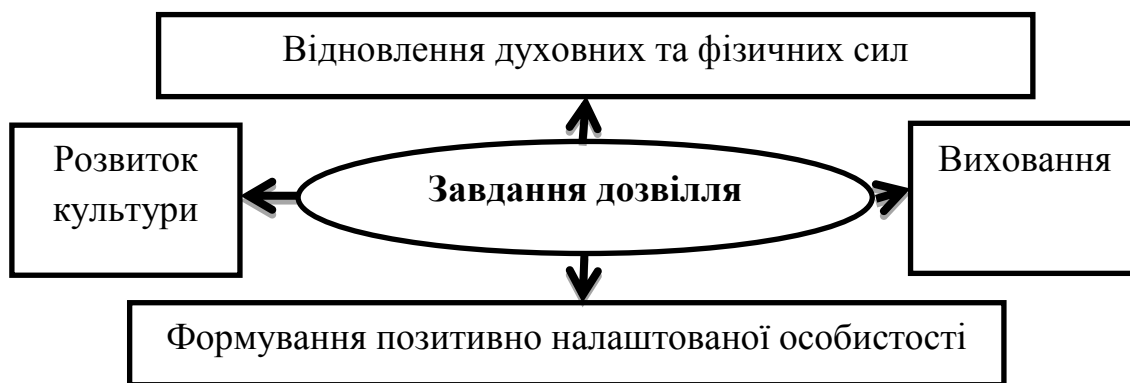 Відновлення духовних та фізичних сил
Розвиток
культури
Завдання дозвілля
Виховання
Формування позитивно налаштованої особистості